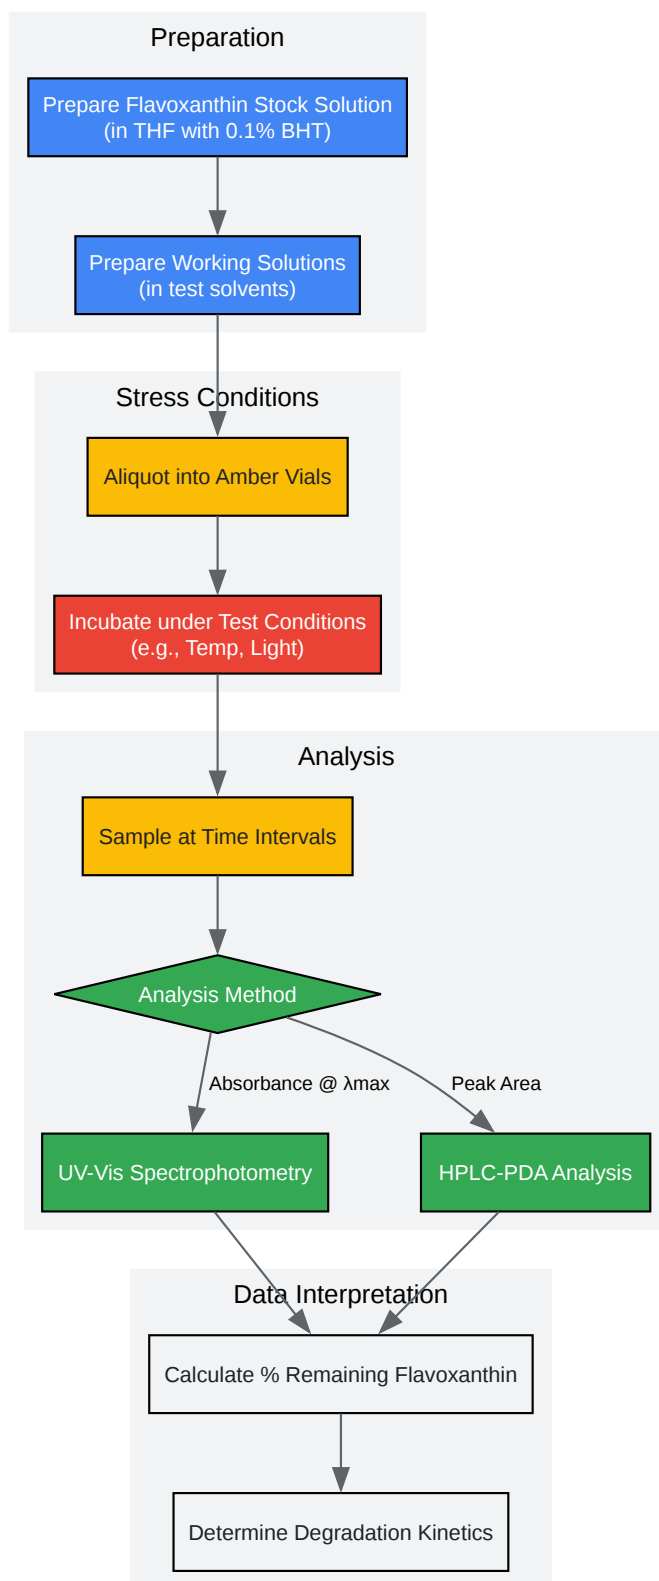 Preparation
Prepare Flavoxanthin Stock Solution
(in THF with 0.1% BHT)
Prepare Working Solutions
(in test solvents)
Stress Conditions
Aliquot into Amber Vials
Incubate under Test Conditions
(e.g., Temp, Light)
Analysis
Sample at Time Intervals
Analysis Method
Absorbance @ λmax
Peak Area
UV-Vis Spectrophotometry
HPLC-PDA Analysis
Data Interpretation
Calculate % Remaining Flavoxanthin
Determine Degradation Kinetics